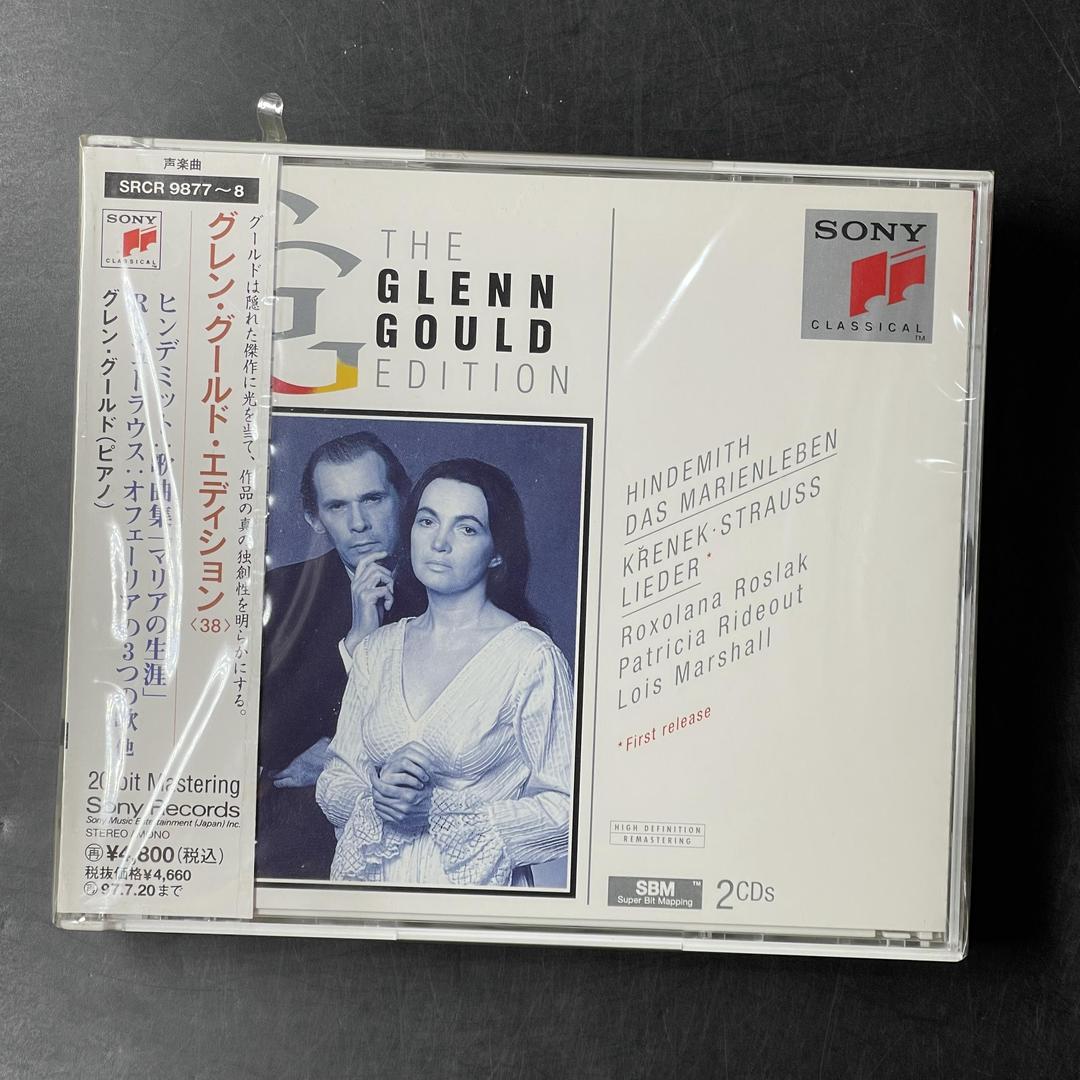 声楽曲
SRCR 9877〜8
SONY
CLASSICAL
グールドは隠れた傑作に光を当て、作品の真の独創性を明らかにする。
グレン・グールド・エディション
〈38〉
ヒンデミット:歌曲集「マリアの生涯」
R トラウス:オフェーリアの3つの歌 他
グレン・グールド(ピアノ)
20 bit Mastering
Sony Records
Sony Music Entertainment (Japan) Inc.
STEREO / MONO
再 ¥4,800(税込)
税抜価格¥4,660
97.7.20まで
THE
GLENN
GOULD
EDITION
SONY
CLASSICAL
TM
HINDEMITH
DAS MARIENLEBEN
KŘENEK·STRAUSS
LIEDER*
Roxolana Roslak
Patricia Rideout
Lois Marshall
*First release
HIGH DEFINITION
REMASTERING
SBM TM
Super Bit Mapping
2CDs